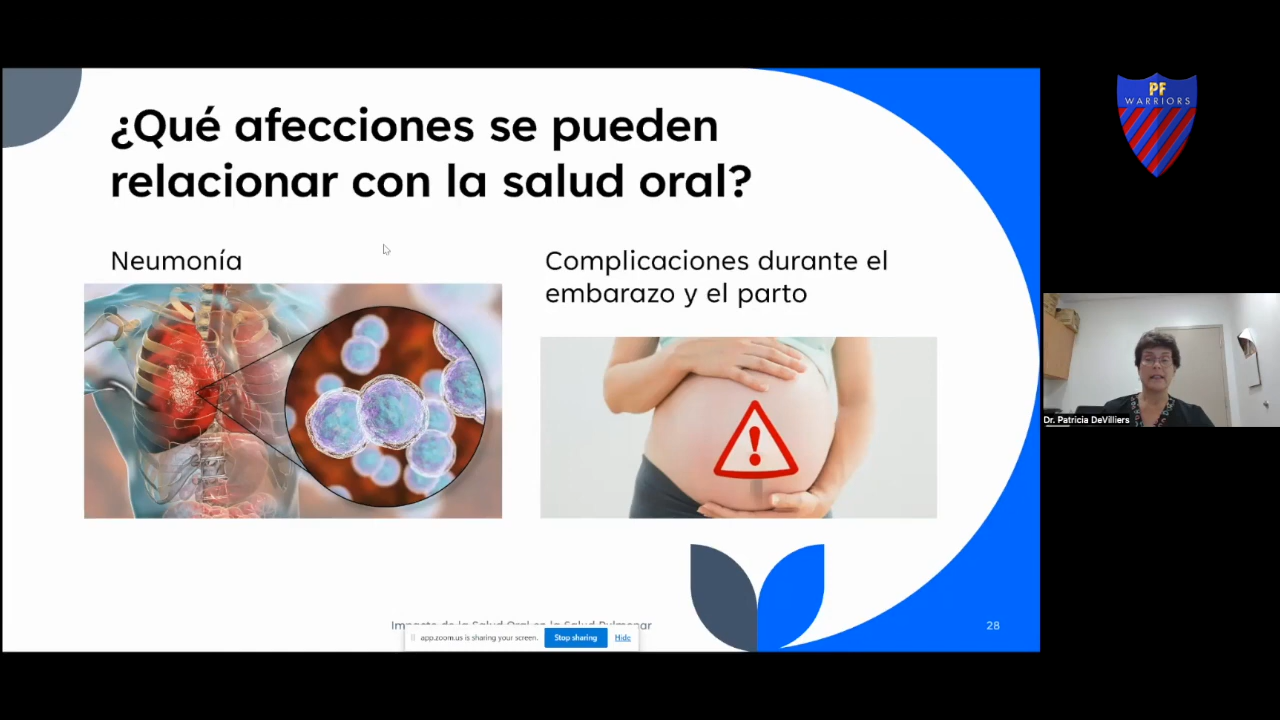 ¿Qué afecciones se pueden
relacionar con la salud oral?
Neumonía
Complicaciones durante el
embarazo y el parto
Impacto de la Salud Oral en la Salud Pulmonar
app.zoom.us is sharing your screen.
Stop sharing
Hide
28
PF
WARRIORS
Dr. Patricia DeVilliers